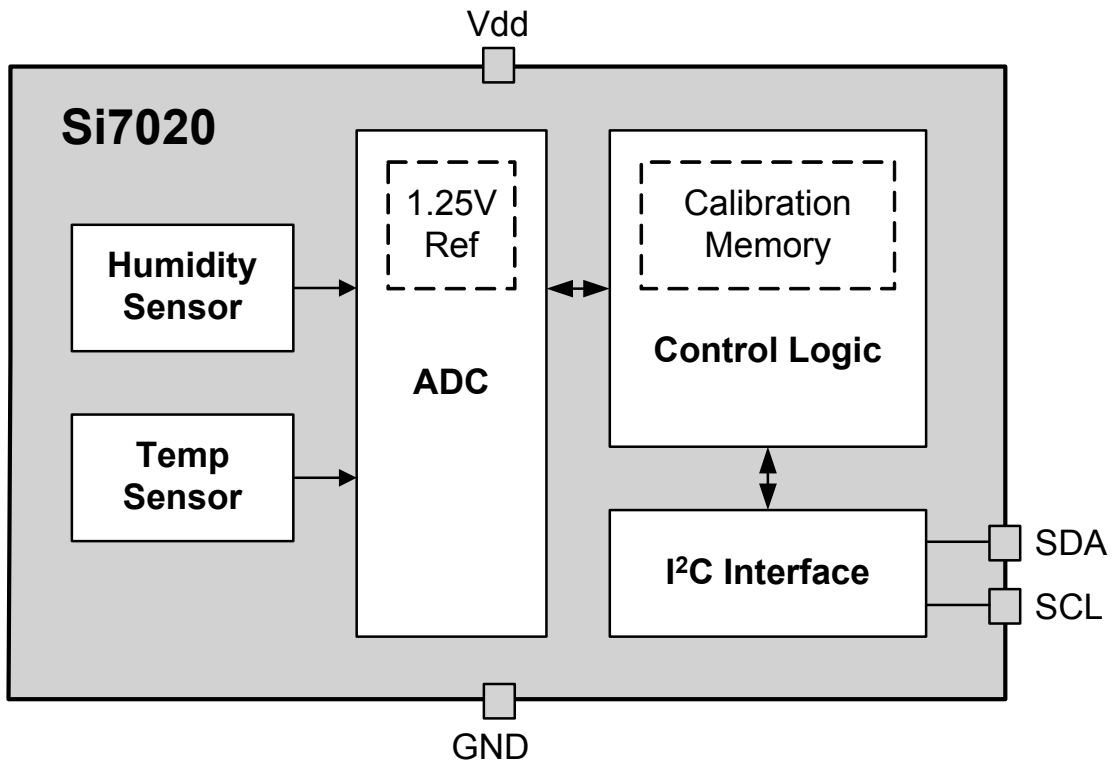 Vdd
Si7020
1.25V
Ref
Calibration
Memory
Humidity
Sensor
Control Logic
ADC
Temp
Sensor
I²C Interface
SDA
SCL
GND